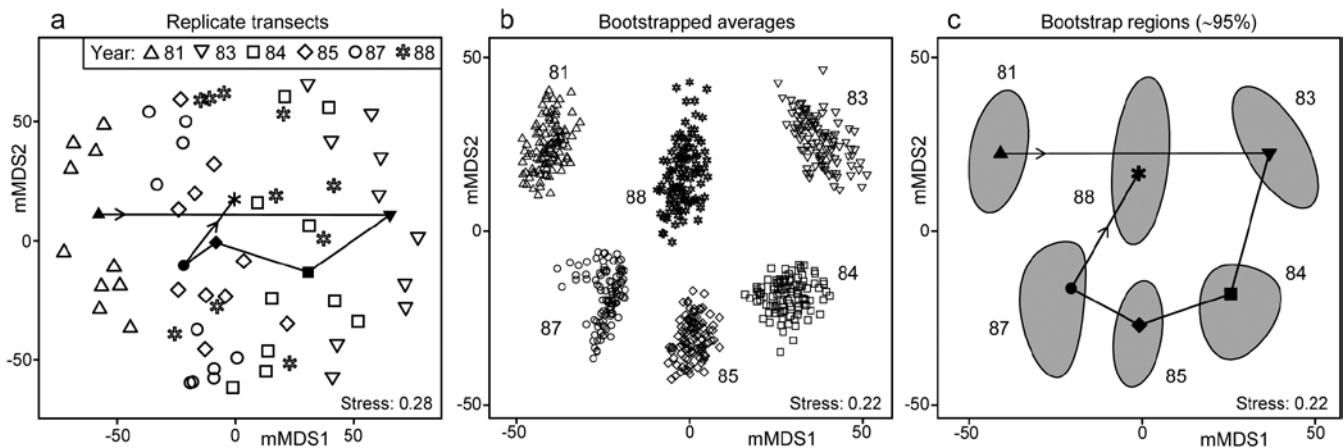 a
Replicate transects
Year: 81 83 84 85 87 88
50
0
-50
mMDS2
-50
0
50
mMDS1
Stress: 0.28
b
Bootstrapped averages
50
0
-50
mMDS2
81
83
88
84
87
85
Stress: 0.22
-50
0
50
mMDS1
c
Bootstrap regions (~95%)
50
0
-50
mMDS2
81
83
88
84
87
85
Stress: 0.22
-50
0
50
mMDS1